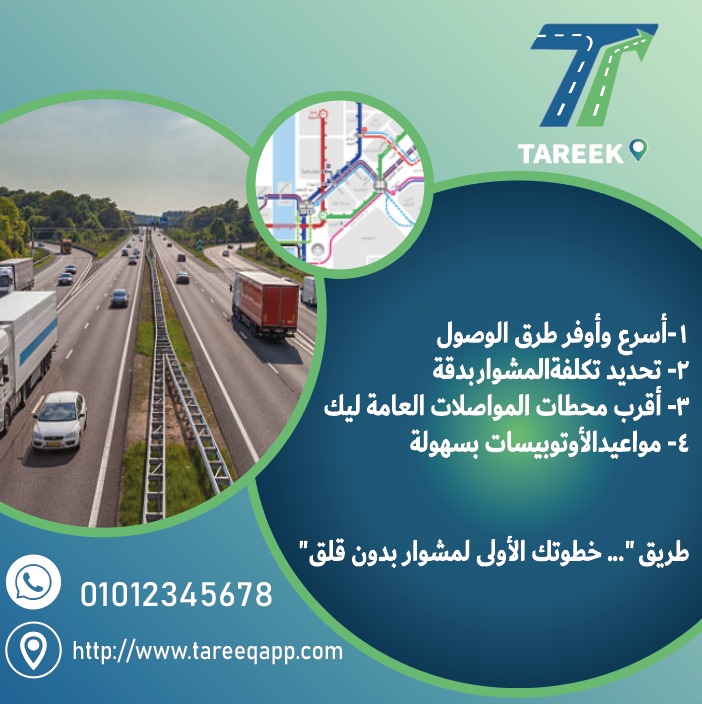 TAREEK
١-أسرع وأوفر طرق الوصول
٢- تحديد تكلفةالمشواربدقة
٣- أقرب محطات المواصلات العامة ليك
٤- مواعيدالأوتوبيسات بسهولة
طريق "... خطوتك الأولى لمشوار بدون قلق"
01012345678
http://www.tareeqapp.com